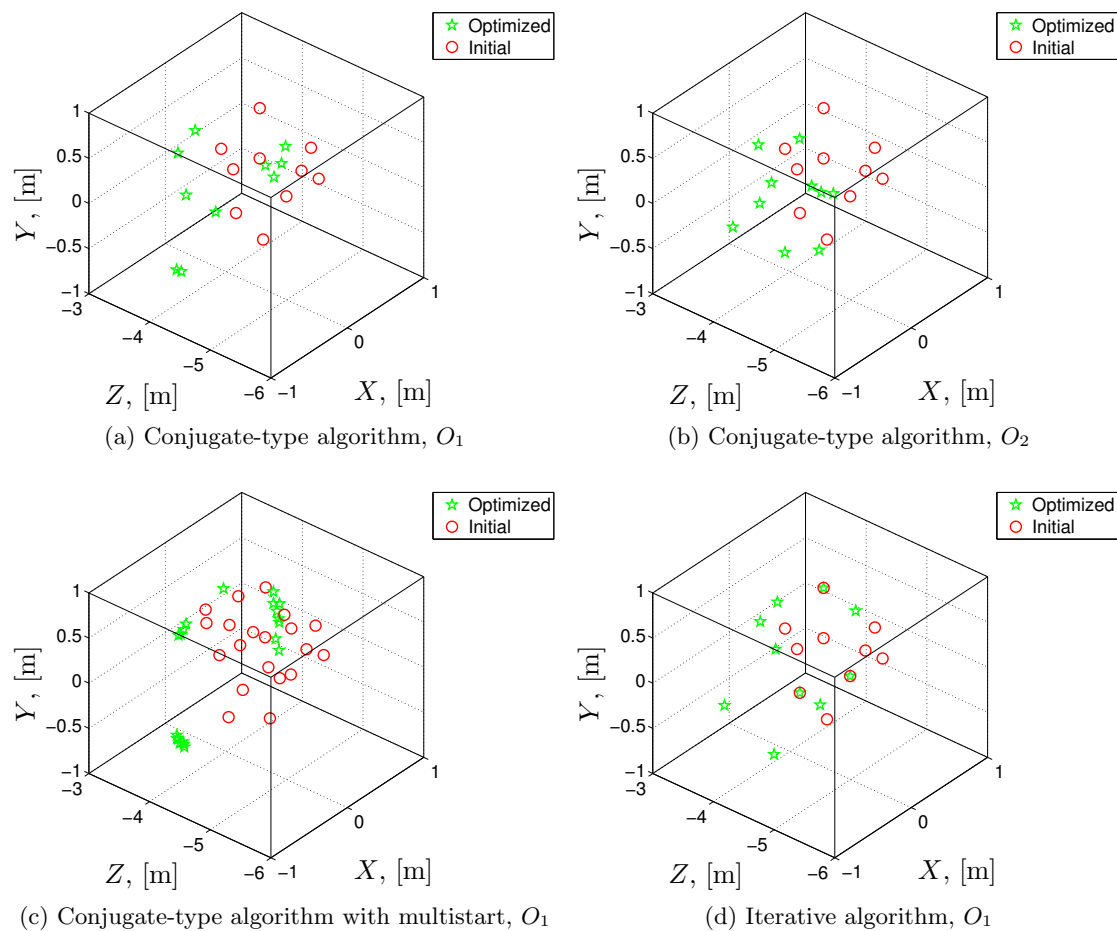 Optimized
Initial
1
0.5
0
−0.5
−1
Y, [m]
−3
−4
−5
−6
Z, [m]
−1
0
1
X, [m]
(a) Conjugate-type algorithm, O1
Optimized
Initial
1
0.5
0
−0.5
−1
Y, [m]
−3
−4
−5
−6
Z, [m]
−1
0
1
X, [m]
(b) Conjugate-type algorithm, O2
Optimized
Initial
1
0.5
0
−0.5
−1
Y, [m]
−3
−4
−5
−6
Z, [m]
−1
0
1
X, [m]
(c) Conjugate-type algorithm with multistart, O1
Optimized
Initial
1
0.5
0
−0.5
−1
Y, [m]
−3
−4
−5
−6
Z, [m]
−1
0
1
X, [m]
(d) Iterative algorithm, O1